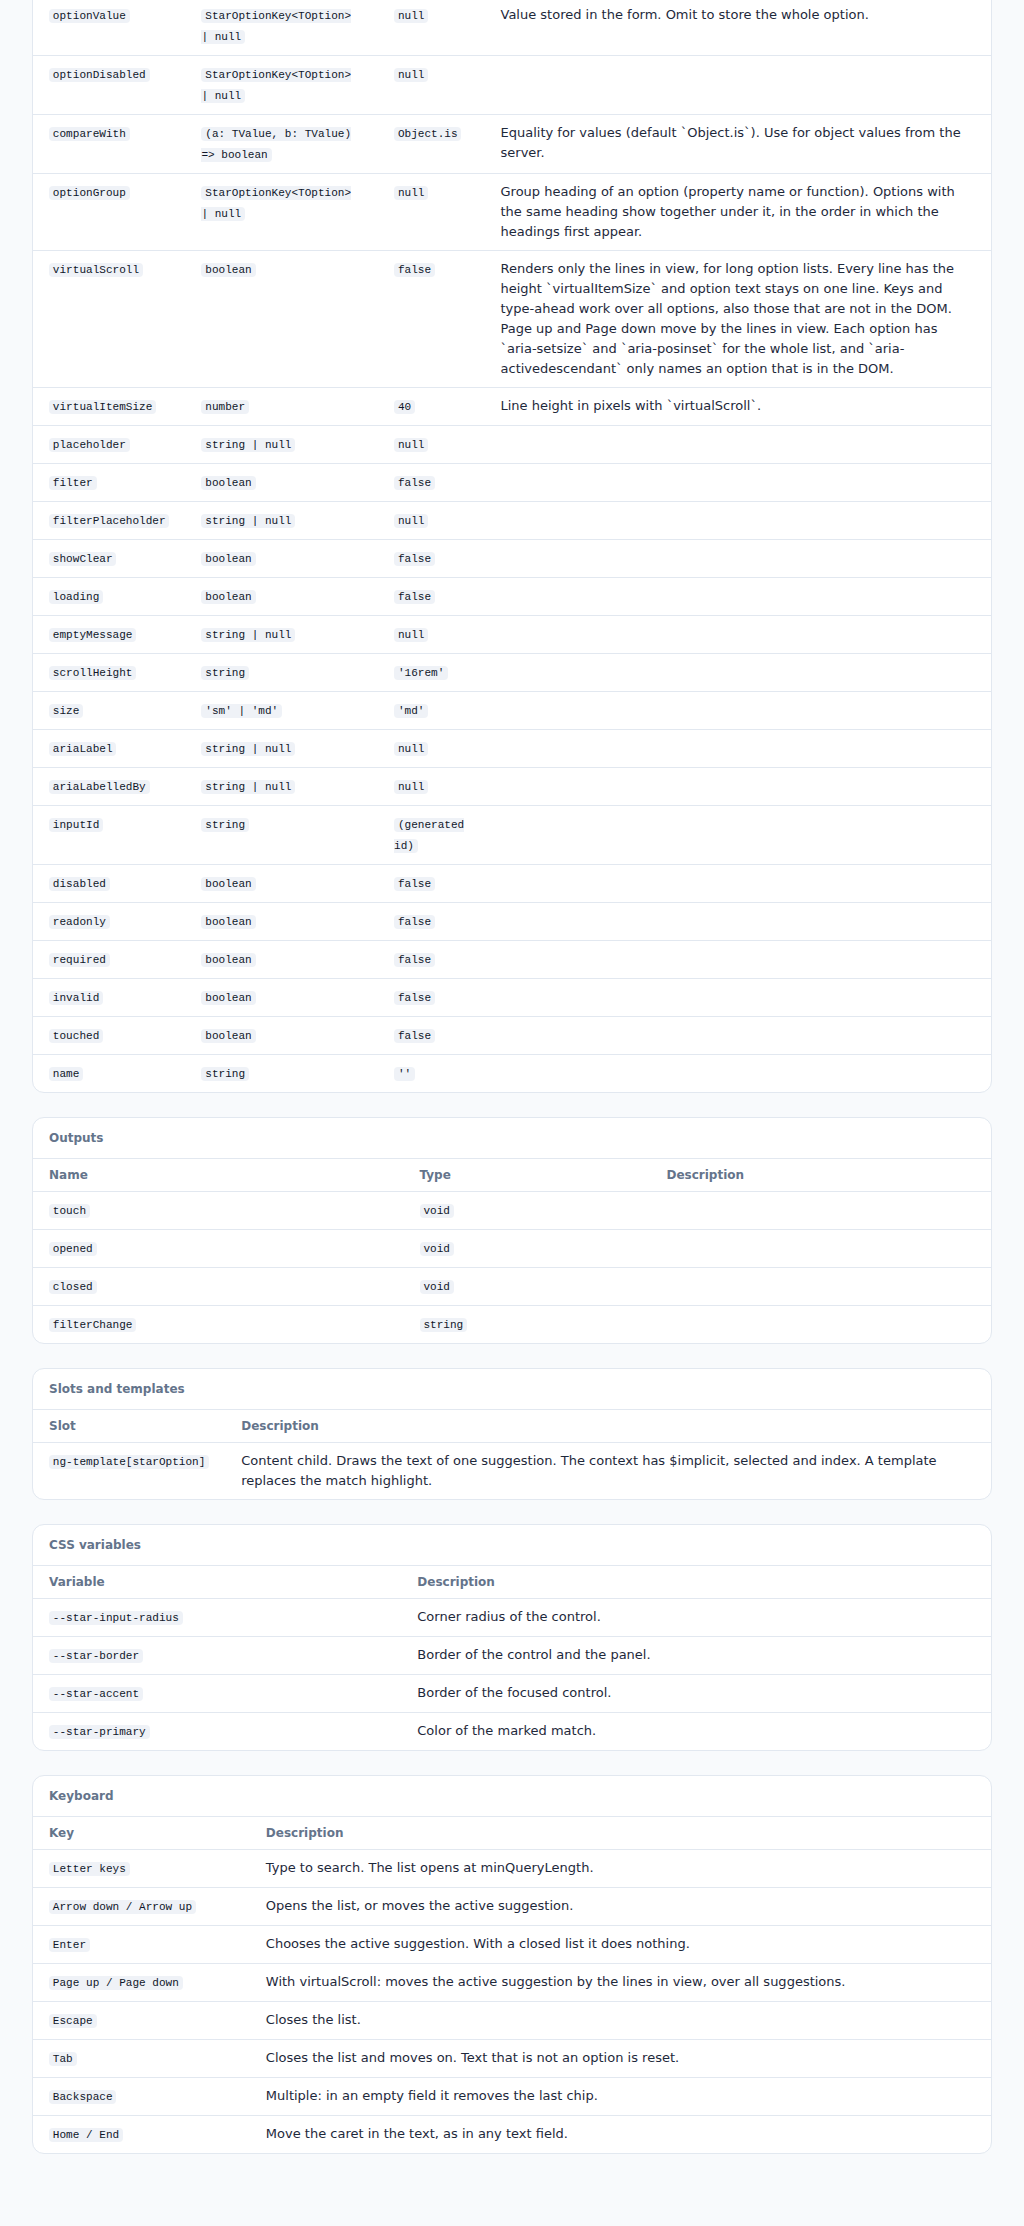 optionValue StarOptionKey<TOption> null Value stored in the form. Omit to store the whole option.
| null
optionDisabled StarOptionKey<TOption> null
| null
compareWith (a: TValue, b: TValue) Object.is Equality for values (default `Object.is`). Use for object values from the
=> boolean server.
optionGroup StarOptionKey<TOption> null Group heading of an option (property name or function). Options with
| null the same heading show together under it, in the order in which the
headings first appear.
virtualScroll boolean false Renders only the lines in view, for long option lists. Every line has the
height `virtualItemSize` and option text stays on one line. Keys and
type-ahead work over all options, also those that are not in the DOM.
Page up and Page down move by the lines in view. Each option has
`aria-setsize` and `aria-posinset` for the whole list, and `aria-
activedescendant` only names an option that is in the DOM.
virtualItemSize number 40 Line height in pixels with `virtualScroll`.
placeholder string | null null
filter boolean false
filterPlaceholder string | null null
showClear boolean false
loading boolean false
emptyMessage string | null null
scrollHeight string '16rem'
size 'sm' | 'md' 'md'
ariaLabel string | null null
ariaLabelledBy string | null null
inputId string (generated
id)
disabled boolean false
readonly boolean false
required boolean false
invalid boolean false
touched boolean false
name string ''
Outputs
Name Type Description
touch void
opened void
closed void
filterChange string
Slots and templates
Slot Description
ng-template[starOption] Content child. Draws the text of one suggestion. The context has $implicit, selected and index. A template
replaces the match highlight.
CSS variables
Variable Description
--star-input-radius Corner radius of the control.
--star-border Border of the control and the panel.
--star-accent Border of the focused control.
--star-primary Color of the marked match.
Keyboard
Key Description
Letter keys Type to search. The list opens at minQueryLength.
Arrow down / Arrow up Opens the list, or moves the active suggestion.
Enter Chooses the active suggestion. With a closed list it does nothing.
Page up / Page down With virtualScroll: moves the active suggestion by the lines in view, over all suggestions.
Escape Closes the list.
Tab Closes the list and moves on. Text that is not an option is reset.
Backspace Multiple: in an empty field it removes the last chip.
Home / End Move the caret in the text, as in any text field.